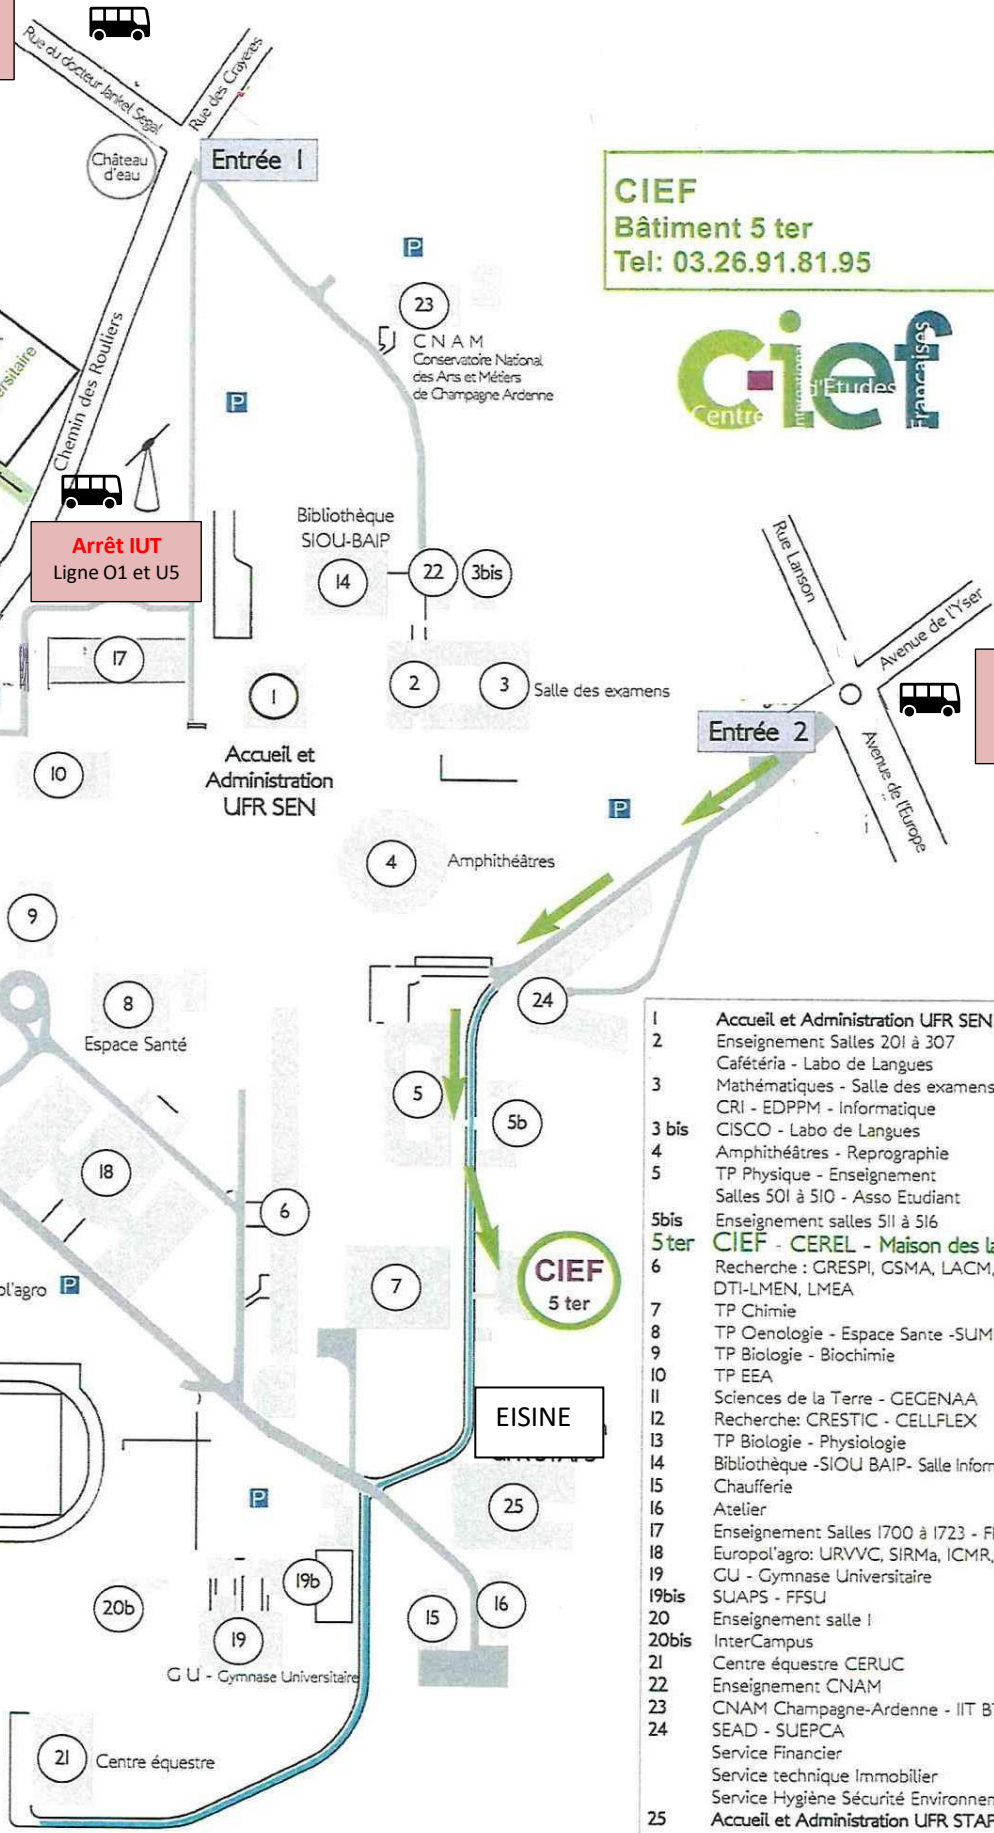 Rue du docteur Jankel Segal
Rue des Crayères
Château
d'eau
Entrée 1
CIEF
Bâtiment 5 ter
Tel: 03.26.91.81.95
P
23
CNAM
Conservatoire National
des Arts et Métiers
de Champagne Ardenne
cief
Centre International d'Etudes Françaises
ersitaire
Chemin des Rouliers
P
Arrêt IUT
Ligne O1 et U5
Bibliothèque
SIOU-BAIP
14
22
3bis
Rue Lanson
Avenue de l'Yser
17
1
2
3
Salle des examens
Entrée 2
Avenue de l'Europe
10
Accueil et
Administration
UFR SEN
P
4
Amphithéâtres
9
8
Espace Santé
24
5
5b
18
6
ol'agro
P
7
CIEF
5 ter
EISINE
25
P
19b
20b
19
15
16
G U - Gymnase Universitaire
21
Centre équestre
1 Accueil et Administration UFR SEN
2 Enseignement Salles 201 à 307
Cafétéria - Labo de Langues
3 Mathématiques - Salle des examens
CRI - EDPPM - Informatique
3 bis CISCO - Labo de Langues
4 Amphithéâtres - Reprographie
5 TP Physique - Enseignement
Salles 501 à 510 - Asso Etudiant
5bis Enseignement salles 511 à 516
5 ter CIEF - CEREL - Maison des la
6 Recherche : GRESPI, GSMA, LACM,
DTI-LMEN, LMEA
7 TP Chimie
8 TP Oenologie - Espace Sante -SUM
9 TP Biologie - Biochimie
10 TP EEA
11 Sciences de la Terre - GEGENAA
12 Recherche: CRESTIC - CELLFLEX
13 TP Biologie - Physiologie
14 Bibliothèque -SIOU BAIP- Salle Inform
15 Chaufferie
16 Atelier
17 Enseignement Salles 1700 à 1723 - F
18 Europol'agro: URVVC, SIRMa, ICMR,
19 GU - Gymnase Universitaire
19bis SUAPS - FFSU
20 Enseignement salle 1
20bis InterCampus
21 Centre équestre CERUC
22 Enseignement CNAM
23 CNAM Champagne-Ardenne - IIT B
24 SEAD - SUEPCA
Service Financier
Service technique Immobilier
Service Hygiène Sécurité Environnem
25 Accueil et Administration UFR STAP